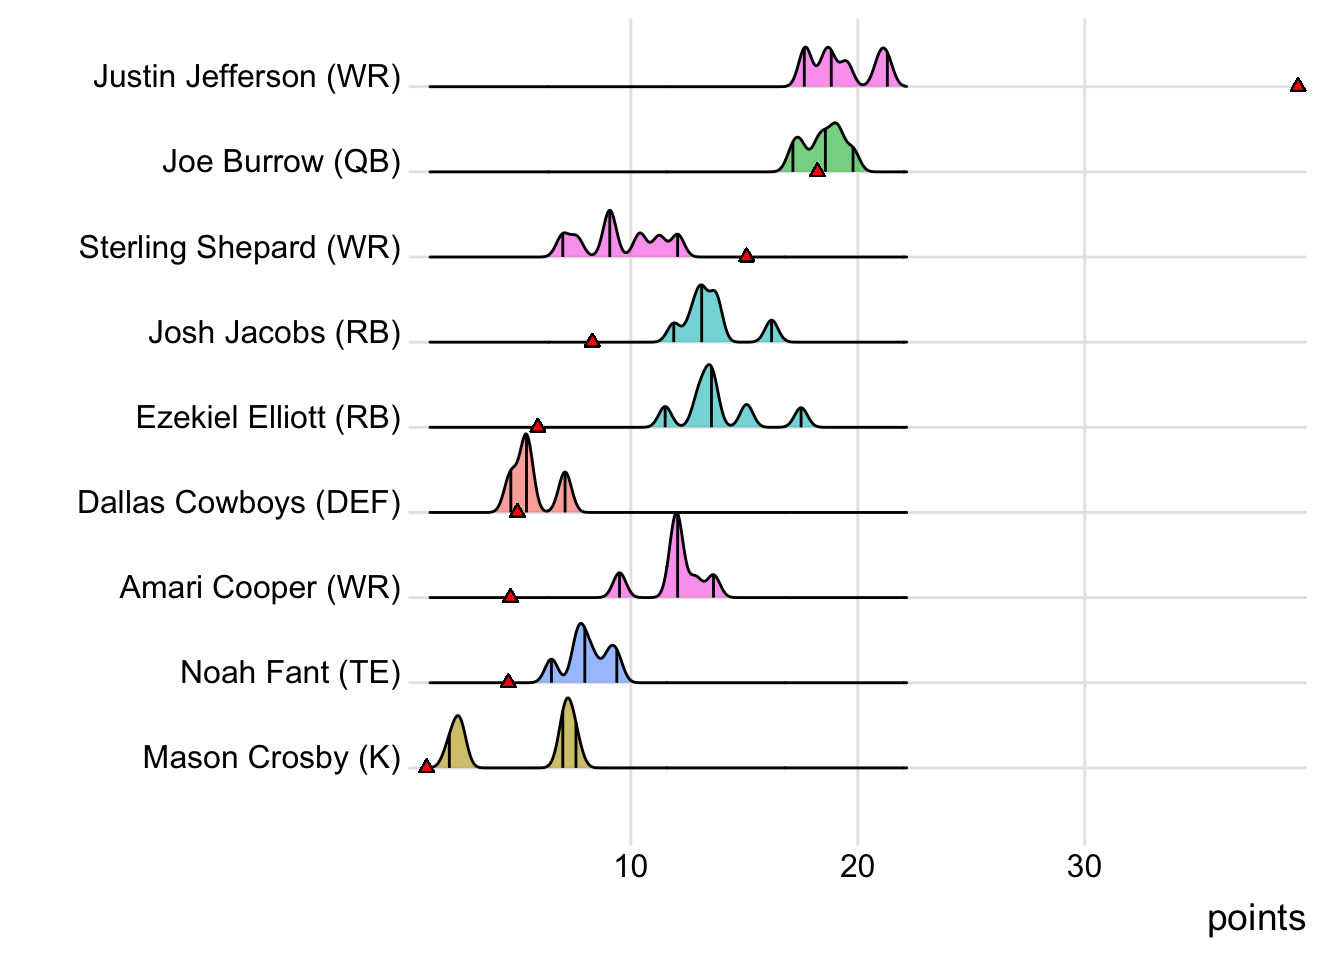 Justin Jefferson (WR)
Joe Burrow (QB)
Sterling Shepard (WR)
Josh Jacobs (RB)
Ezekiel Elliott (RB)
Dallas Cowboys (DEF)
Amari Cooper (WR)
Noah Fant (TE)
Mason Crosby (K)
10 20 30
points